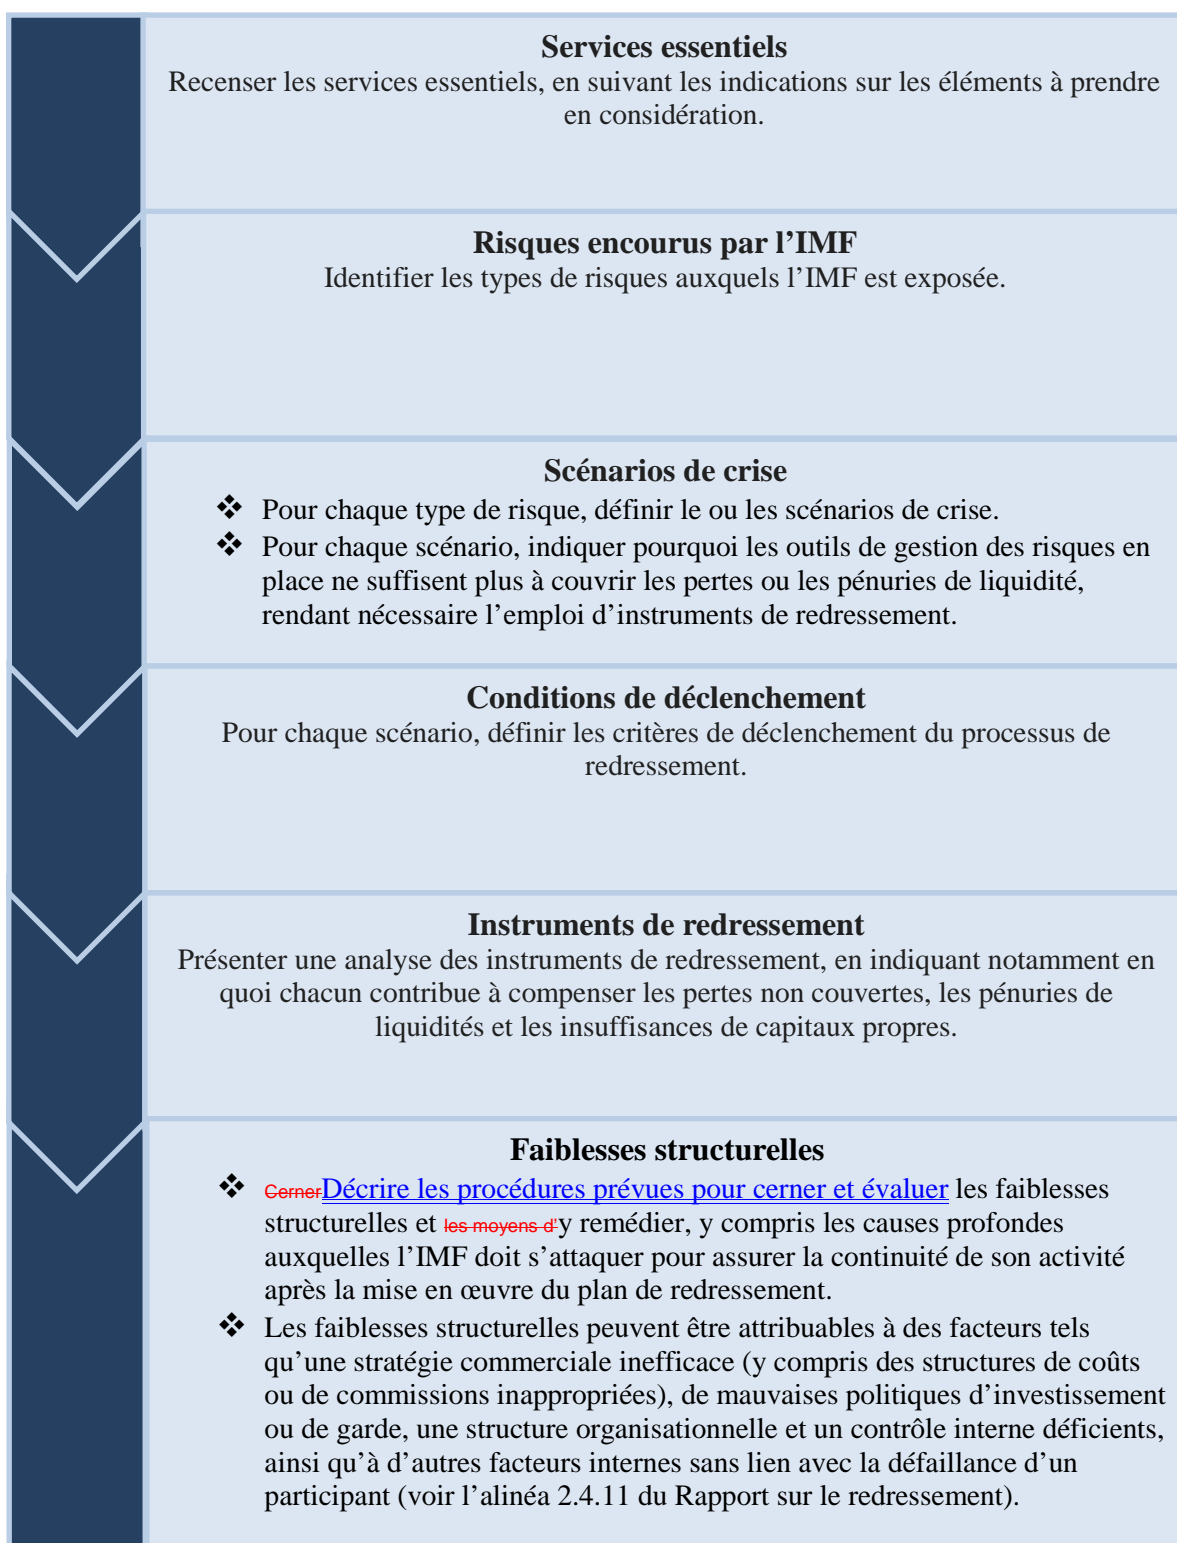 Services essentiels
Recenser les services essentiels, en suivant les indications sur les éléments à prendre
en considération.
Risques encourus par l’IMF
Identifier les types de risques auxquels l’IMF est exposée.
Scénarios de crise
❖ Pour chaque type de risque, définir le ou les scénarios de crise.
❖ Pour chaque scénario, indiquer pourquoi les outils de gestion des risques en
place ne suffisent plus à couvrir les pertes ou les pénuries de liquidité,
rendant nécessaire l’emploi d’instruments de redressement.
Conditions de déclenchement
Pour chaque scénario, définir les critères de déclenchement du processus de
redressement.
Instruments de redressement
Présenter une analyse des instruments de redressement, en indiquant notamment en
quoi chacun contribue à compenser les pertes non couvertes, les pénuries de
liquidités et les insuffisances de capitaux propres.
Faiblesses structurelles
❖ CernerDécrire les procédures prévues pour cerner et évaluer les faiblesses
structurelles et les moyens d’y remédier, y compris les causes profondes
auxquelles l’IMF doit s’attaquer pour assurer la continuité de son activité
après la mise en œuvre du plan de redressement.
❖ Les faiblesses structurelles peuvent être attribuables à des facteurs tels
qu’une stratégie commerciale inefficace (y compris des structures de coûts
ou de commissions inappropriées), de mauvaises politiques d’investissement
ou de garde, une structure organisationnelle et un contrôle interne déficients,
ainsi qu’à d’autres facteurs internes sans lien avec la défaillance d’un
participant (voir l’alinéa 2.4.11 du Rapport sur le redressement).